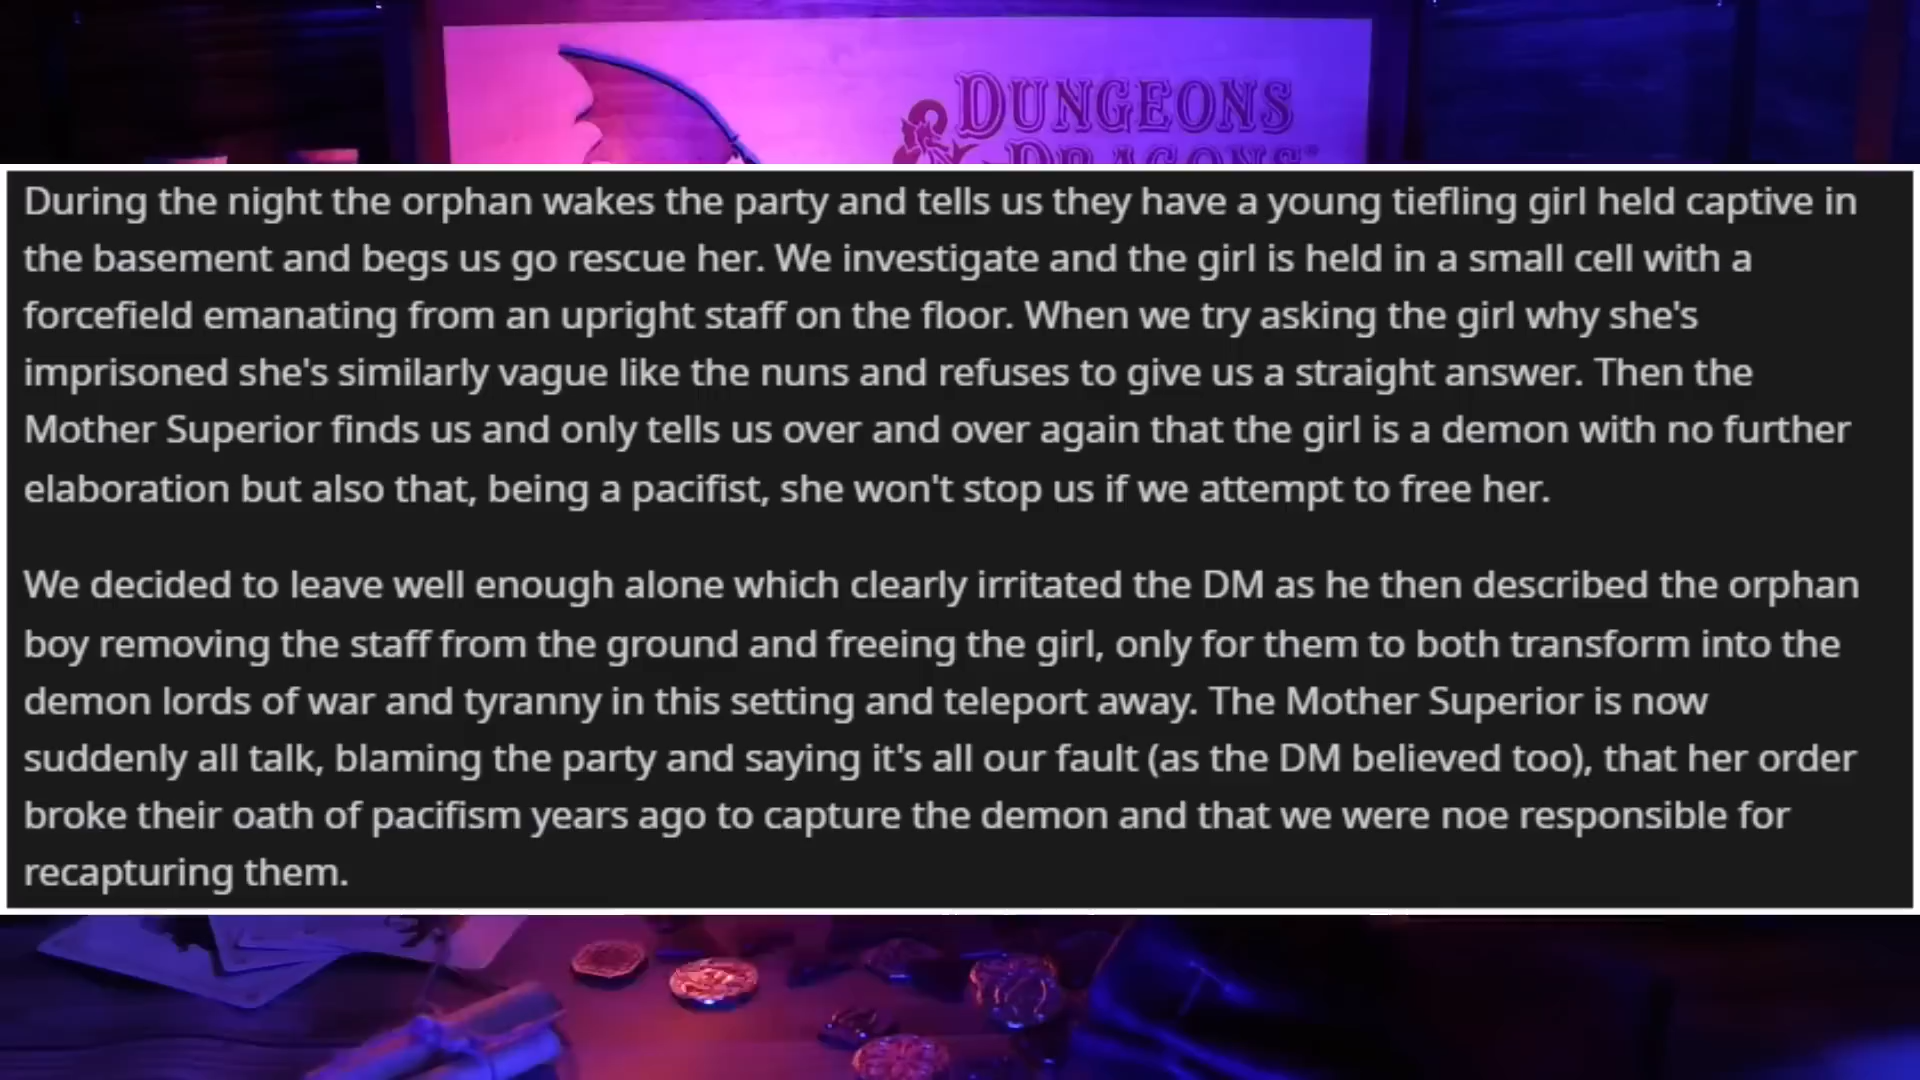 DUNGEONS
DRAGONS
During the night the orphan wakes the party and tells us they have a young tiefling girl held captive in
the basement and begs us go rescue her. We investigate and the girl is held in a small cell with a
forcefield emanating from an upright staff on the floor. When we try asking the girl why she's
imprisoned she's similarly vague like the nuns and refuses to give us a straight answer. Then the
Mother Superior finds us and only tells us over and over again that the girl is a demon with no further
elaboration but also that, being a pacifist, she won't stop us if we attempt to free her.
We decided to leave well enough alone which clearly irritated the DM as he then described the orphan
boy removing the staff from the ground and freeing the girl, only for them to both transform into the
demon lords of war and tyranny in this setting and teleport away. The Mother Superior is now
suddenly all talk, blaming the party and saying it's all our fault (as the DM believed too), that her order
broke their oath of pacifism years ago to capture the demon and that we were noe responsible for
recapturing them.